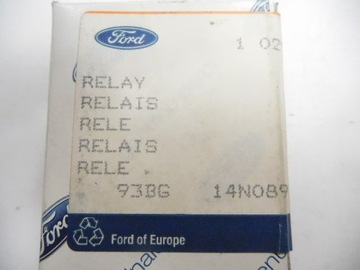 Ford
1 02
RELAY
RELAIS
RELE
RELAIS
RELE
93BG 14N089
Ford of Europe